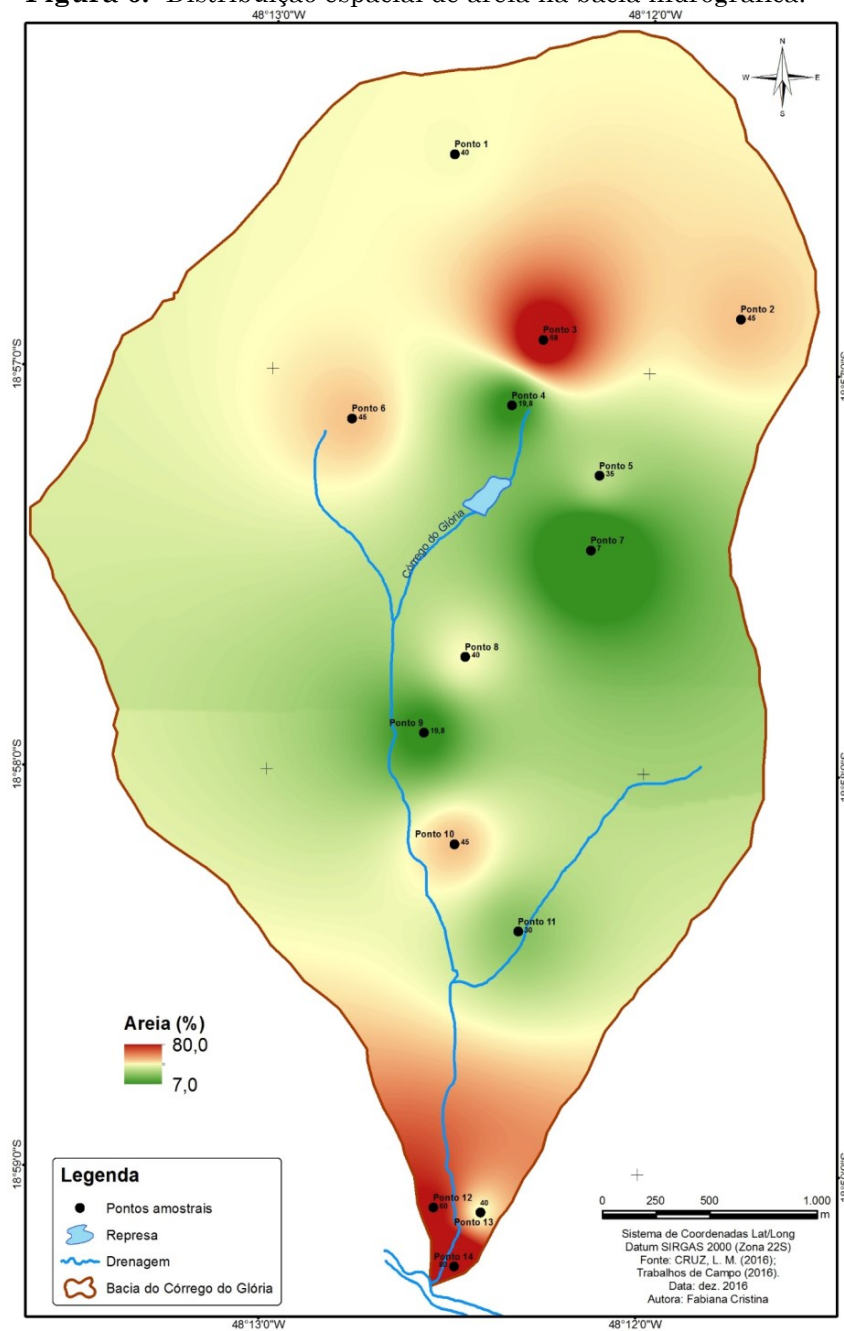 Figura 6. Distribuição espacial de areia na bacia hidrográfica.
48°13'0"W
48°12'0"W
N
W
E
S
Ponto 1
40
Ponto 2
45
Ponto 3
18°57'0"S
Ponto 4
19,8
Ponto 6
45
Ponto 5
35
Córrego do Glória
Ponto 7
7
Ponto 8
40
Ponto 9
19,8
18°58'0"S
Ponto 10
45
Ponto 11
30
Areia (%)
80,0
7,0
18°59'0"S
Legenda
Pontos amostrais
Represa
Drenagem
Bacia do Córrego do Glória
Ponto 12
60
40
Ponto 13
Ponto 14
0 250 500 1.000
m
Sistema de Coordenadas Lat/Long
Datum SIRGAS 2000 (Zona 22S)
Fonte: CRUZ, L. M. (2016);
Trabalhos de Campo (2016).
Data: dez. 2016
Autora: Fabiana Cristina
48°13'0"W
48°12'0"W